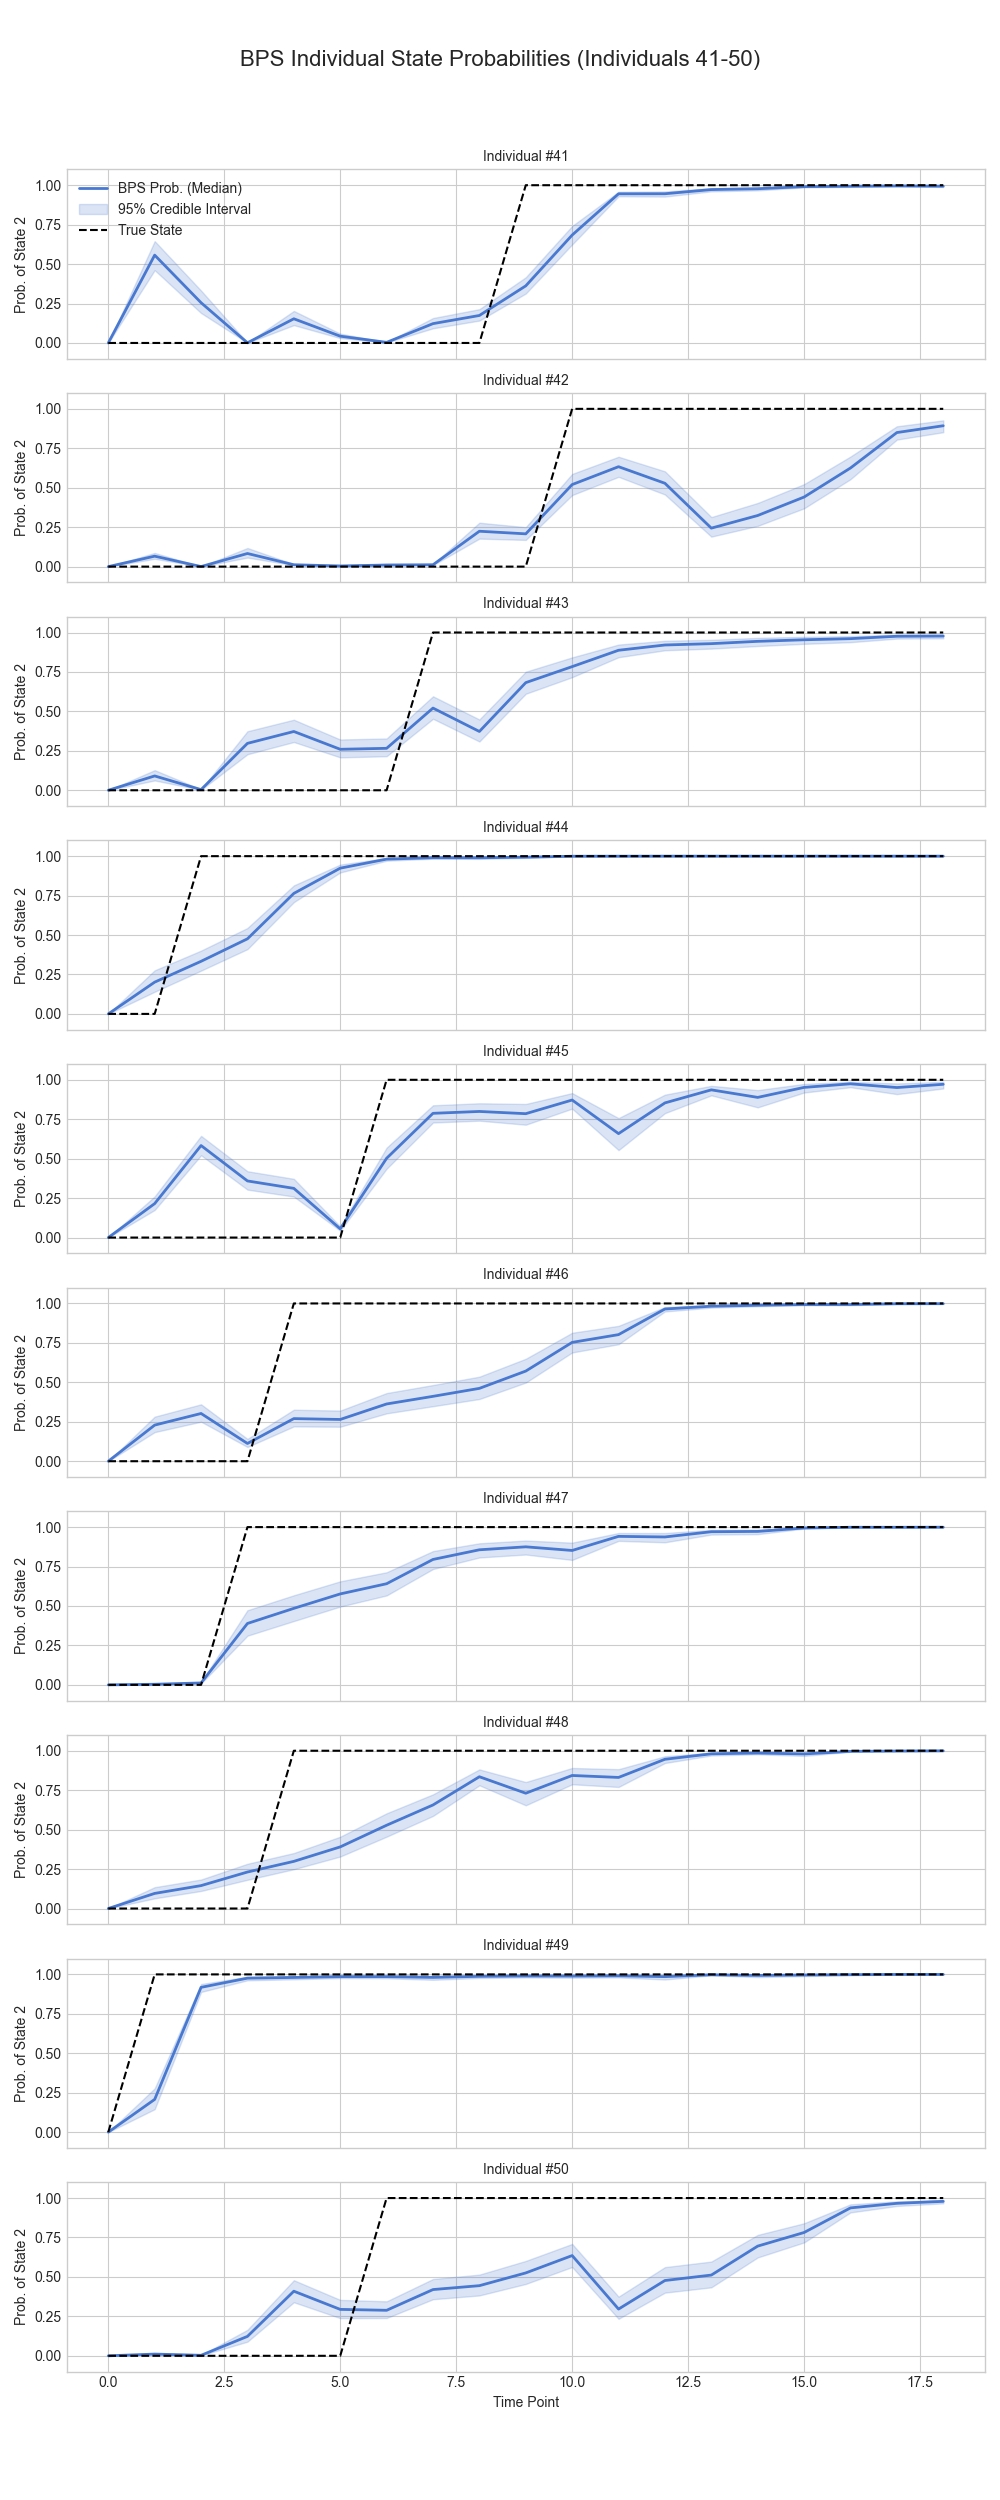 BPS Individual State Probabilities (Individuals 41-50)
Individual #41
BPS Prob. (Median)
95% Credible Interval
True State
Prob. of State 2
1.00
0.75
0.50
0.25
0.00
Individual #42
Prob. of State 2
1.00
0.75
0.50
0.25
0.00
Individual #43
Prob. of State 2
1.00
0.75
0.50
0.25
0.00
Individual #44
Prob. of State 2
1.00
0.75
0.50
0.25
0.00
Individual #45
Prob. of State 2
1.00
0.75
0.50
0.25
0.00
Individual #46
Prob. of State 2
1.00
0.75
0.50
0.25
0.00
Individual #47
Prob. of State 2
1.00
0.75
0.50
0.25
0.00
Individual #48
Prob. of State 2
1.00
0.75
0.50
0.25
0.00
Individual #49
Prob. of State 2
1.00
0.75
0.50
0.25
0.00
Individual #50
Prob. of State 2
1.00
0.75
0.50
0.25
0.00
0.0 2.5 5.0 7.5 10.0 12.5 15.0 17.5
Time Point